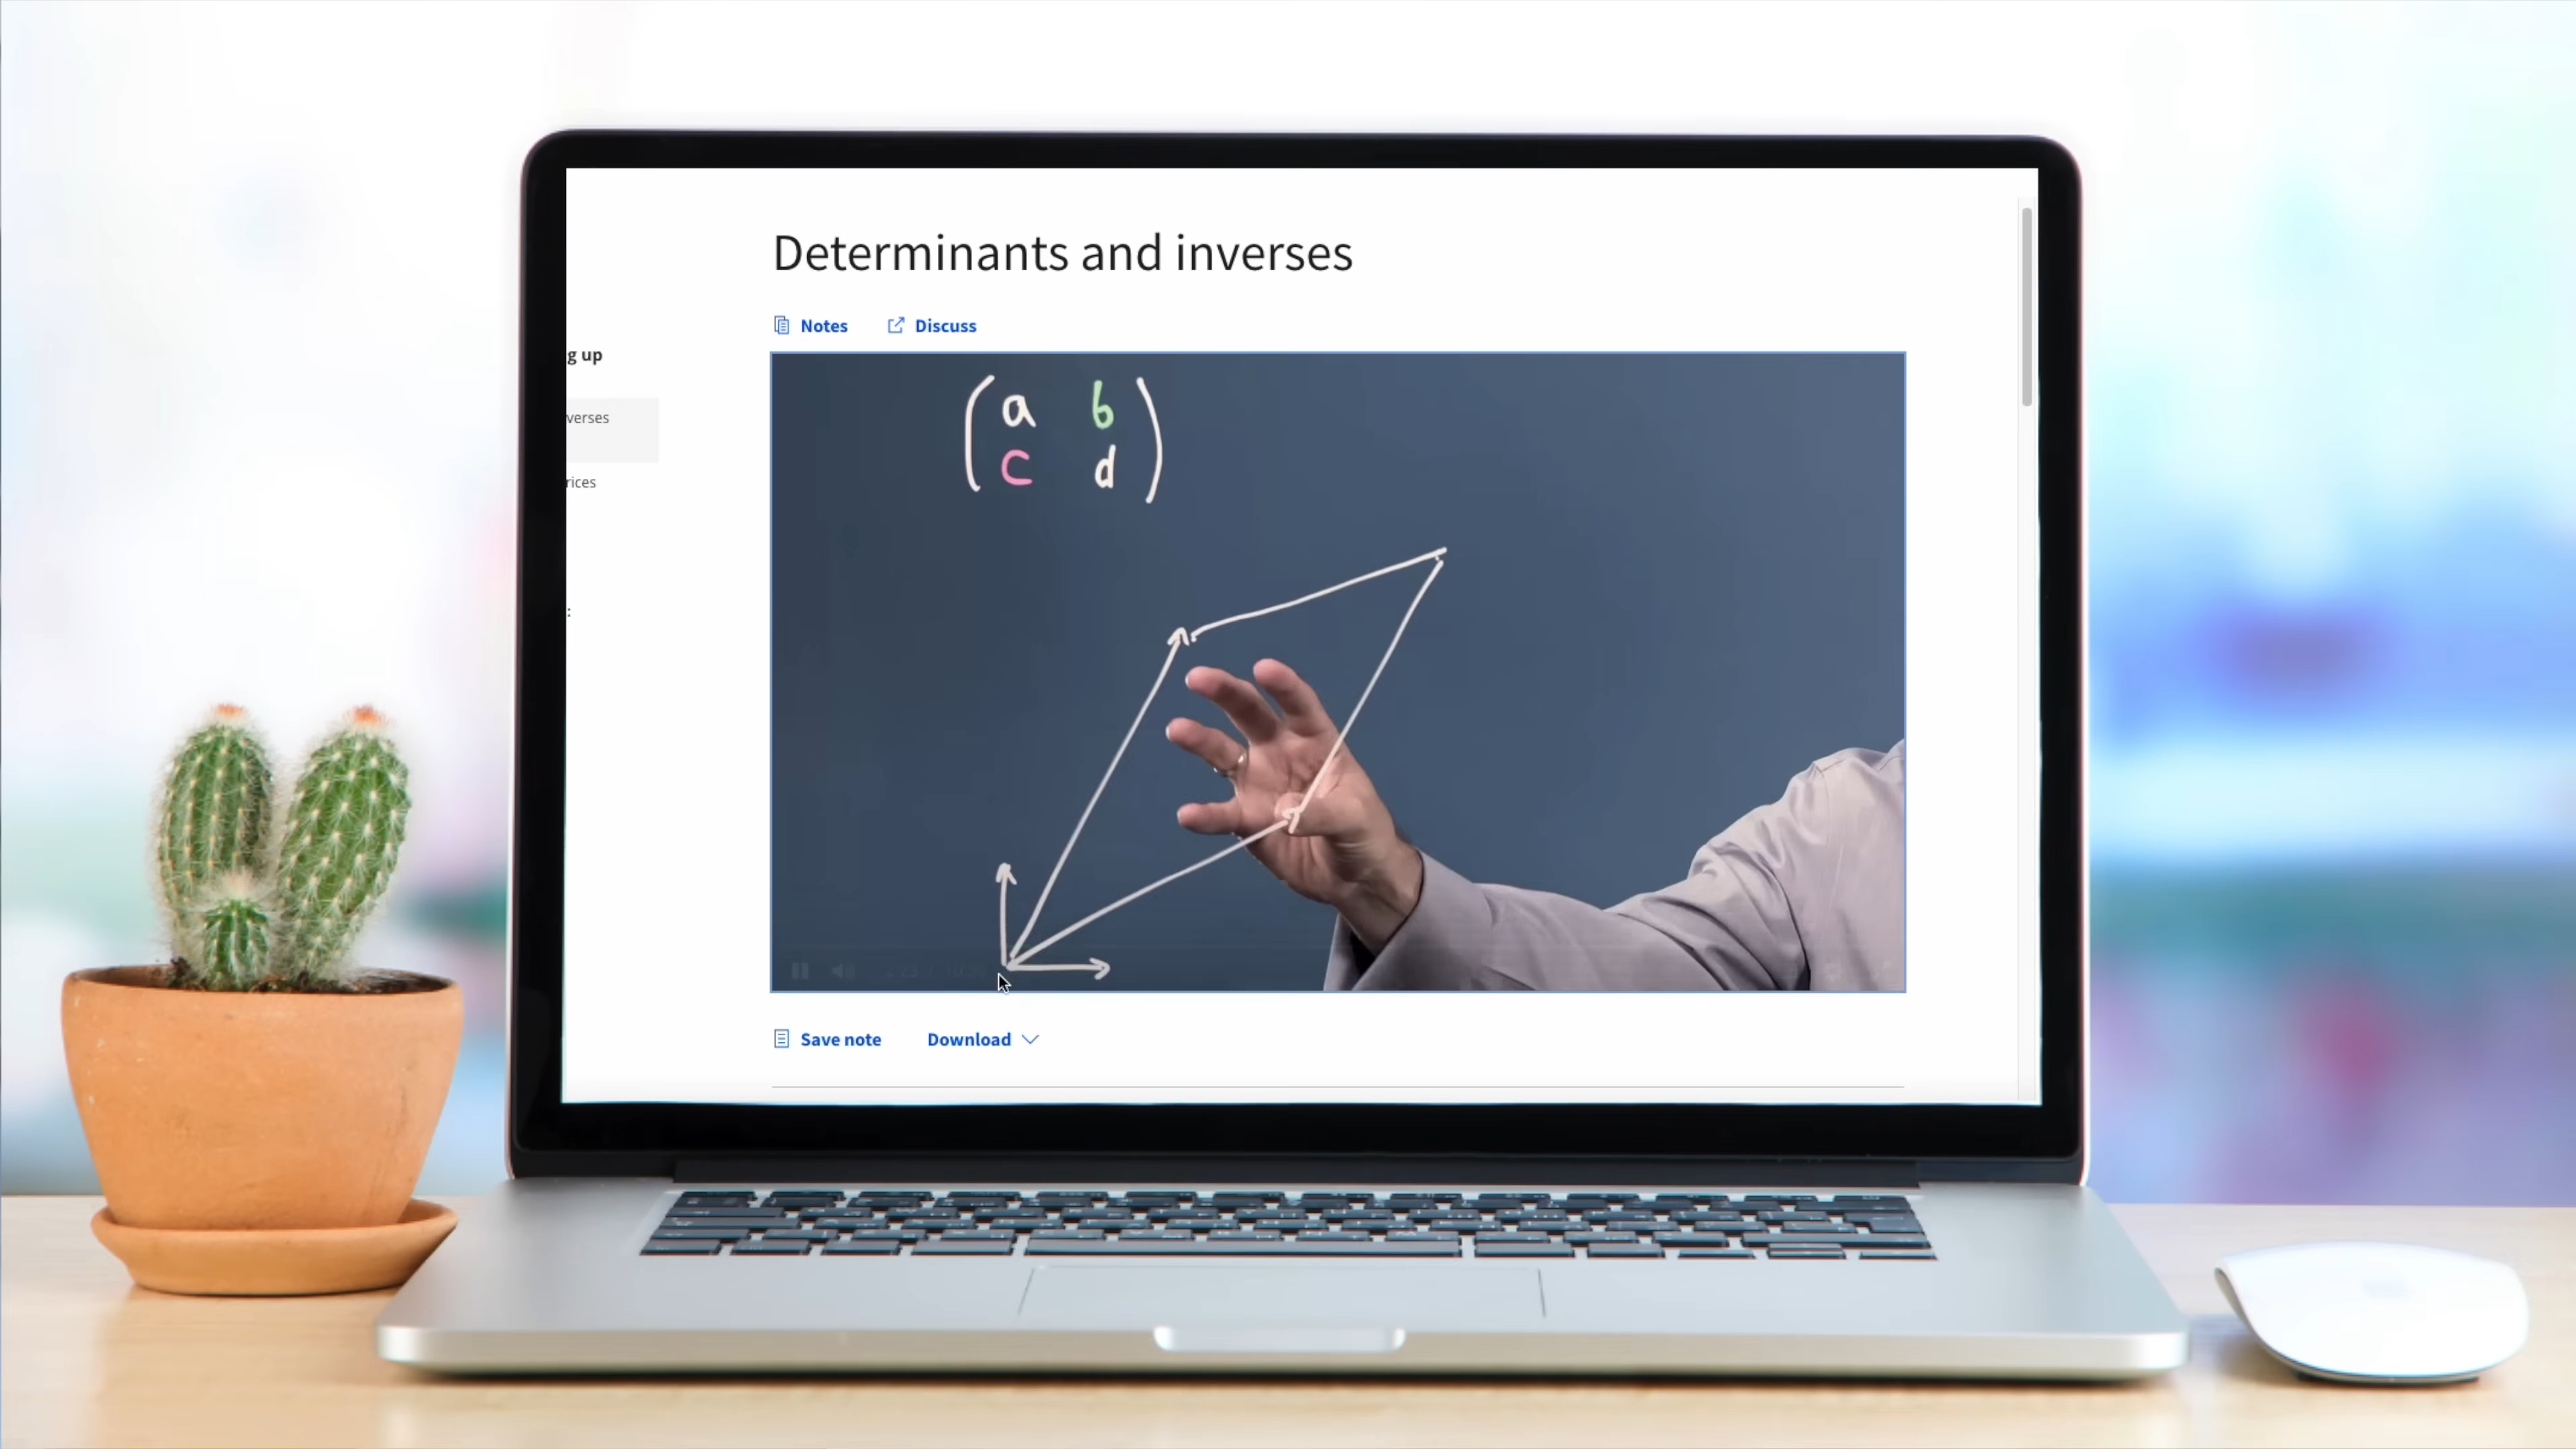 Determinants and inverses
Notes Discuss
g up
verses
rices
:
a b
c d
Save note Download